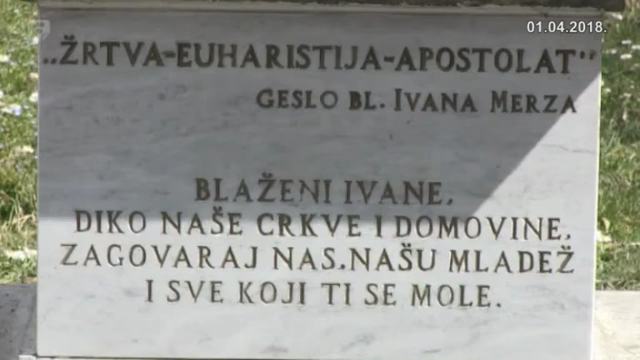 01.04.2018.
„ŽRTVA-EUHARISTIJA-APOSTOLAT"
GESLO BL. IVANA MERZA
BLAŽENI IVANE,
DIKO NAŠE CRKVE I DOMOVINE,
ZAGOVARAJ NAS, NAŠU MLADEŽ
I SVE KOJI TI SE MOLE.